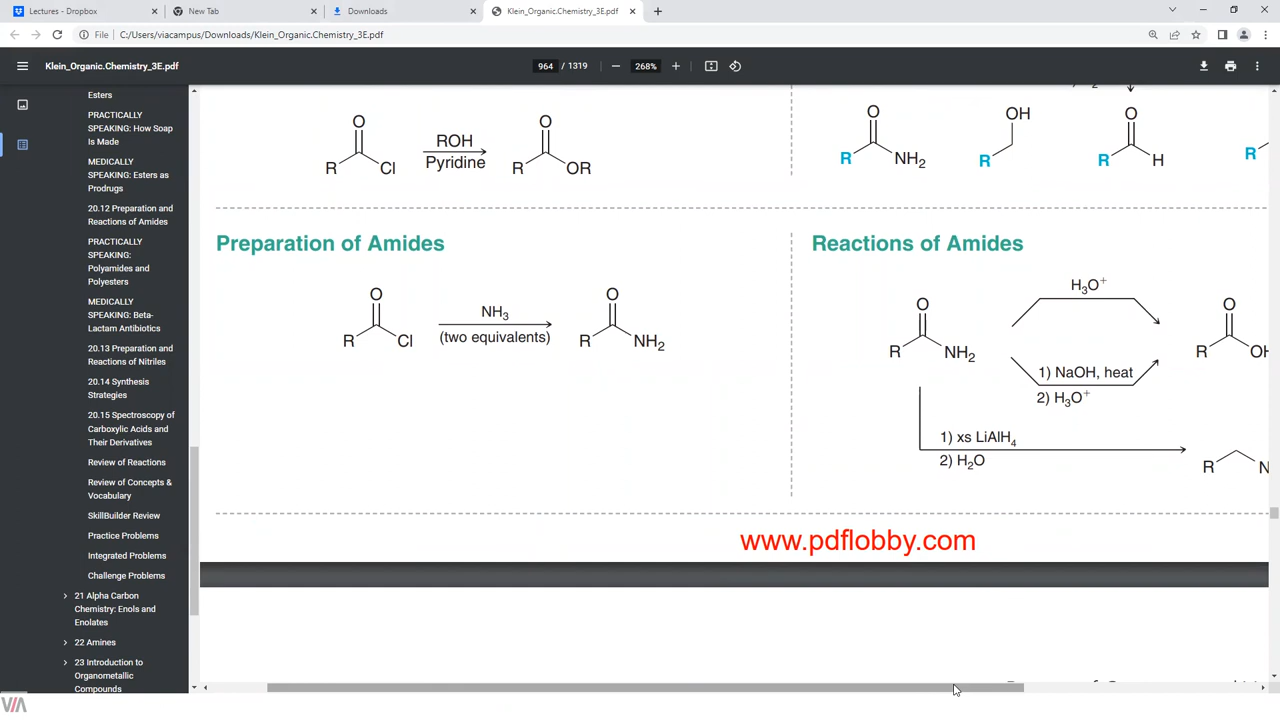 Lectures - Dropbox
New Tab
Downloads
Klein_Organic.Chemistry_3E.pdf
File
C:/Users/viacampus/Downloads/Klein_Organic.Chemistry_3E.pdf
Klein_Organic.Chemistry_3E.pdf
964 / 1319
268%
Esters
PRACTICALLY
SPEAKING: How Soap
Is Made
MEDICALLY
SPEAKING: Esters as
Prodrugs
20.12 Preparation and
Reactions of Amides
PRACTICALLY
SPEAKING:
Polyamides and
Polyesters
MEDICALLY
SPEAKING: Beta-
Lactam Antibiotics
20.13 Preparation and
Reactions of Nitriles
20.14 Synthesis
Strategies
20.15 Spectroscopy of
Carboxylic Acids and
Their Derivatives
Review of Reactions
Review of Concepts &
Vocabulary
SkillBuilder Review
Practice Problems
Integrated Problems
Challenge Problems
21 Alpha Carbon
Chemistry: Enols and
Enolates
22 Amines
23 Introduction to
Organometallic
Compounds
O
R
Cl
ROH
Pyridine
O
R
OR
O
R
NH2
OH
R
O
R
H
R
Preparation of Amides
O
R
Cl
NH3
(two equivalents)
O
R
NH2
Reactions of Amides
O
R
NH2
H3O+
1) NaOH, heat
2) H3O+
O
R
OH
1) xs LiAlH4
2) H2O
R
N
www.pdflobby.com
VIA